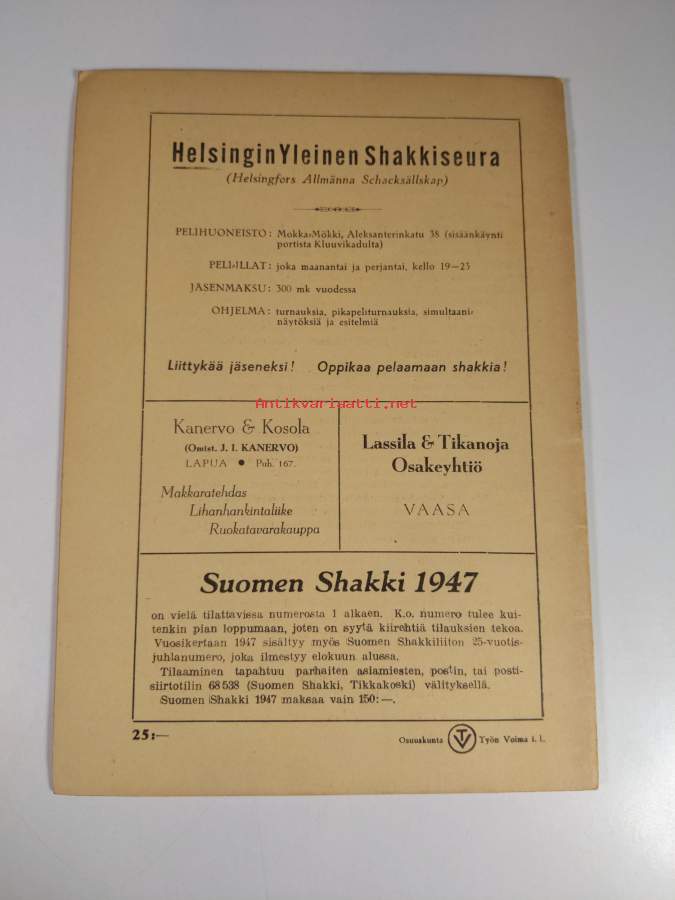 Helsingin Yleinen Shakkiseura
(Helsingfors Allmänna Schacksällskap)
PELIHUONEISTO: Mokka-Mökki, Aleksanterinkatu 38 (sisäänkäynti
portista Kluuvikadulta)
PELI-ILLAT: joka maanantai ja perjantai, kello 19—23
JÄSENMAKSU: 300 mk vuodessa
OHJELMA: turnauksia, pikapeliturnauksia, simultaani-
näytöksiä ja esitelmiä
Liittykää jäseneksi! Oppikaa pelaamaan shakkia!
Antikvariaatti.net
Kanervo & Kosola
(Omist. J. I. KANERVO)
LAPUA ● Puh. 167.
Makkaratehdas
Lihanhankintaliike
Ruokatavarakauppa
Lassila & Tikanoja
Osakeyhtiö
VAASA
Suomen Shakki 1947
on vielä tilattavissa numerosta 1 alkaen. K.o. numero tulee kui-
tenkin pian loppumaan, joten on syytä kiirehtiä tilauksien tekoa.
Vuosikertaan 1947 sisältyy myös Suomen Shakkiliiton 25-vuotis-
juhlanumero, joka ilmestyy elokuun alussa.
Tilaaminen tapahtuu parhaiten asiamiesten, postin, tai posti-
siirtotilin 68538 (Suomen Shakki, Tikkakoski) välityksellä.
Suomen Shakki 1947 maksaa vain 150:—.
25:—
Osuuskunta TV Työn Voima i. l.